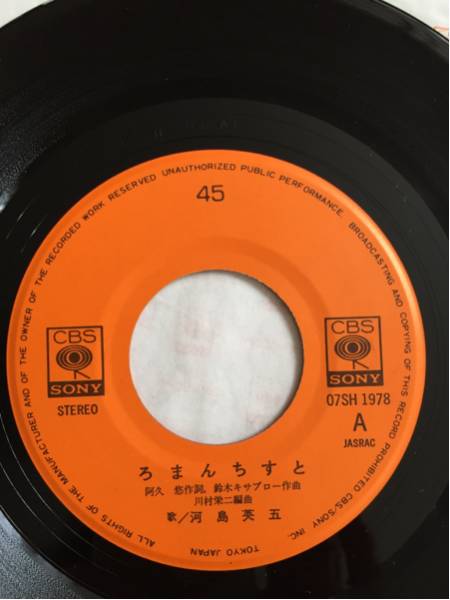 45
CBS
SONY
STEREO
CBS
SONY
07SH 1978
A
JASRAC
ろまんちすと
阿久 悠作詞, 鈴木キサブロー作曲
川村栄二編曲
歌/河島英五
ALL RIGHTS OF THE MANUFACTURER AND OF THE OWNER OF THE RECORDED WORK RESERVED UNAUTHORIZED PUBLIC PERFORMANCE. BROADCASTING AND COPYING OF THIS RECORD PROHIBITED CBS/SONY INC.
TOKYO JAPAN